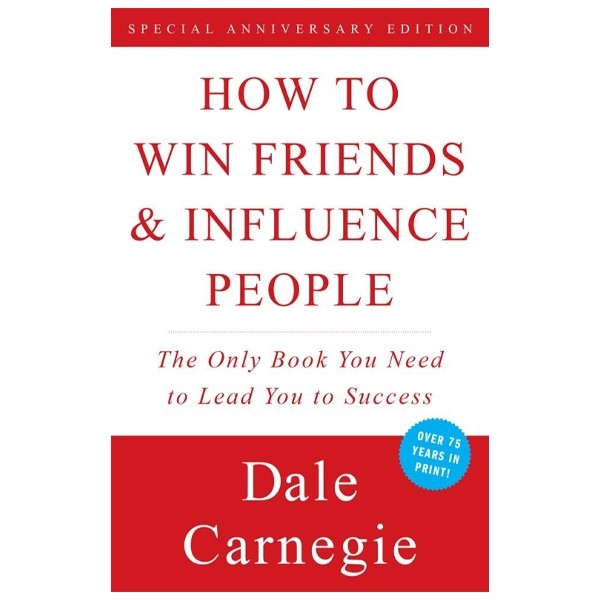 SPECIAL ANNIVERSARY EDITION
HOW TO
WIN FRIENDS
& INFLUENCE
PEOPLE
The Only Book You Need
to Lead You to Success
OVER 75
YEARS IN
PRINT!
Dale
Carnegie